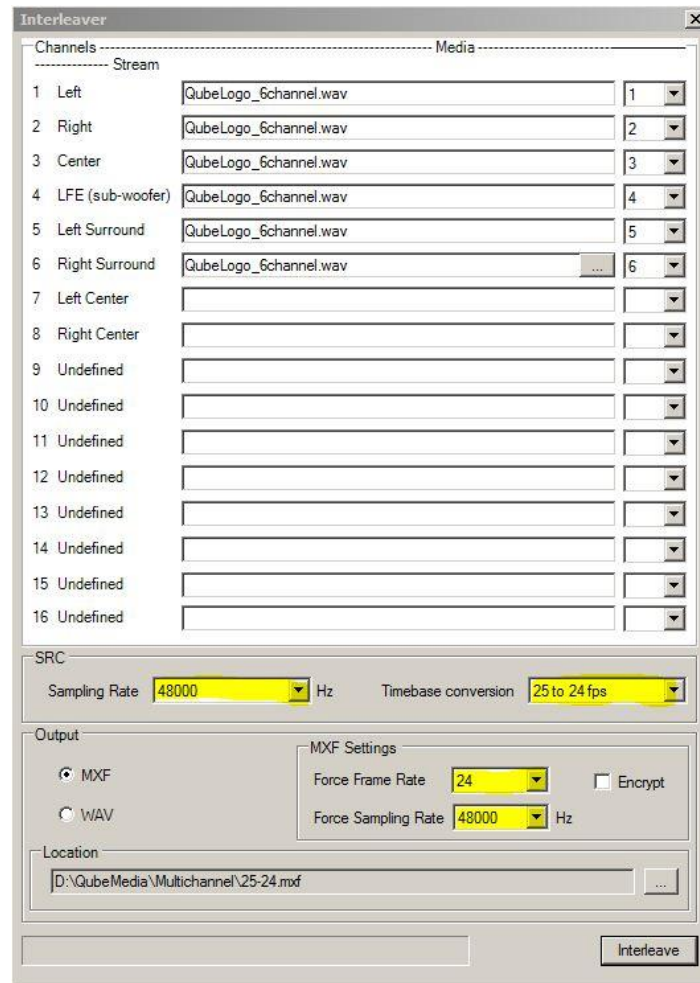 Interleaver
Channels Media
Stream
1 Left QubeLogo_6channel.wav 1
2 Right QubeLogo_6channel.wav 2
3 Center QubeLogo_6channel.wav 3
4 LFE (sub-woofer) QubeLogo_6channel.wav 4
5 Left Surround QubeLogo_6channel.wav 5
6 Right Surround QubeLogo_6channel.wav ... 6
7 Left Center
8 Right Center
9 Undefined
10 Undefined
11 Undefined
12 Undefined
13 Undefined
14 Undefined
15 Undefined
16 Undefined
SRC
Sampling Rate 48000 Hz Timebase conversion 25 to 24 fps
Output
MXF Settings
MXF
Force Frame Rate 24 Encrypt
WAV
Force Sampling Rate 48000 Hz
Location
D:\QubeMedia\Multichannel\25-24.mxf ...
Interleave